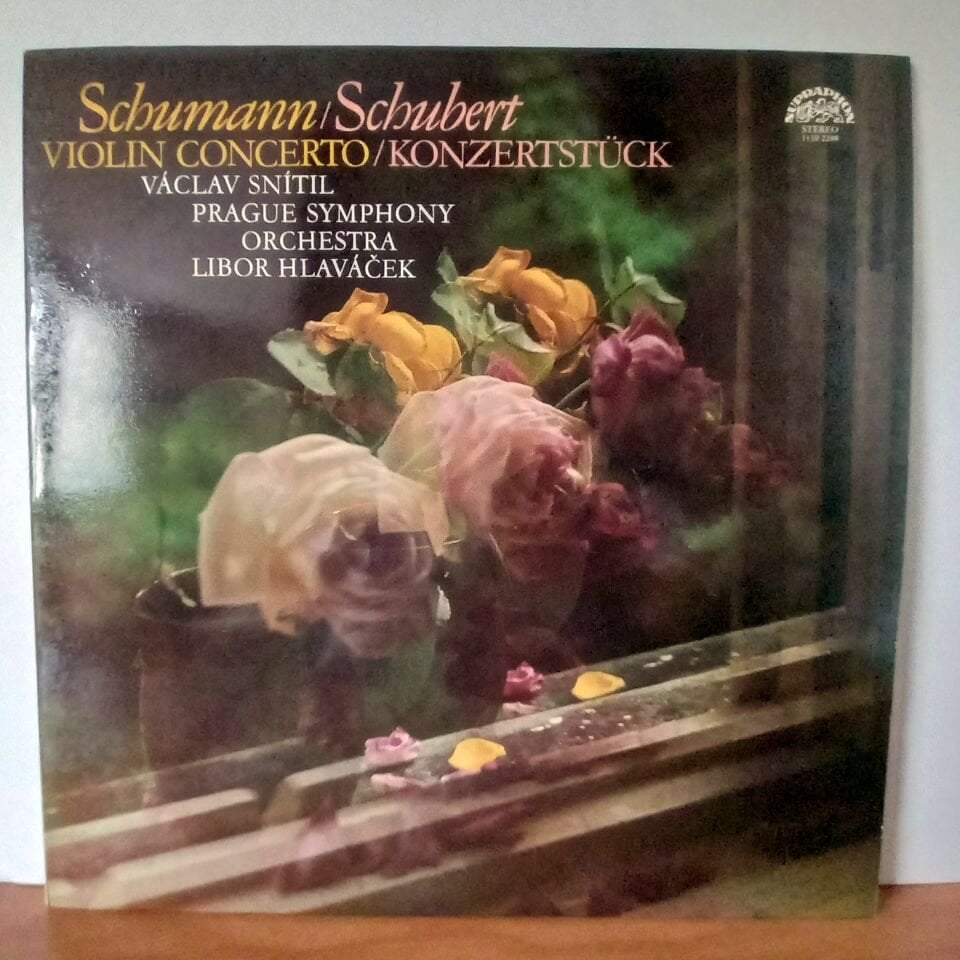 Schumann/Schubert
VIOLIN CONCERTO/KONZERTSTÜCK
VÁCLAV SNÍTIL
PRAGUE SYMPHONY
ORCHESTRA
LIBOR HLAVÁČEK
SUPRAPHON
STEREO